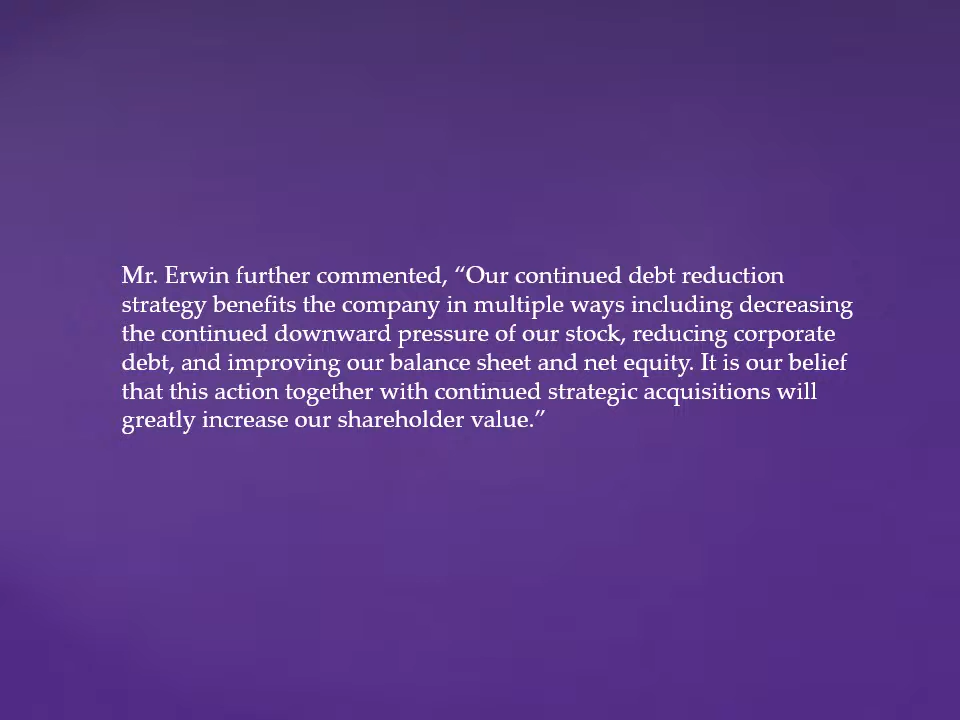 Mr. Erwin further commented, “Our continued debt reduction
strategy benefits the company in multiple ways including decreasing
the continued downward pressure of our stock, reducing corporate
debt, and improving our balance sheet and net equity. It is our belief
that this action together with continued strategic acquisitions will
greatly increase our shareholder value.”